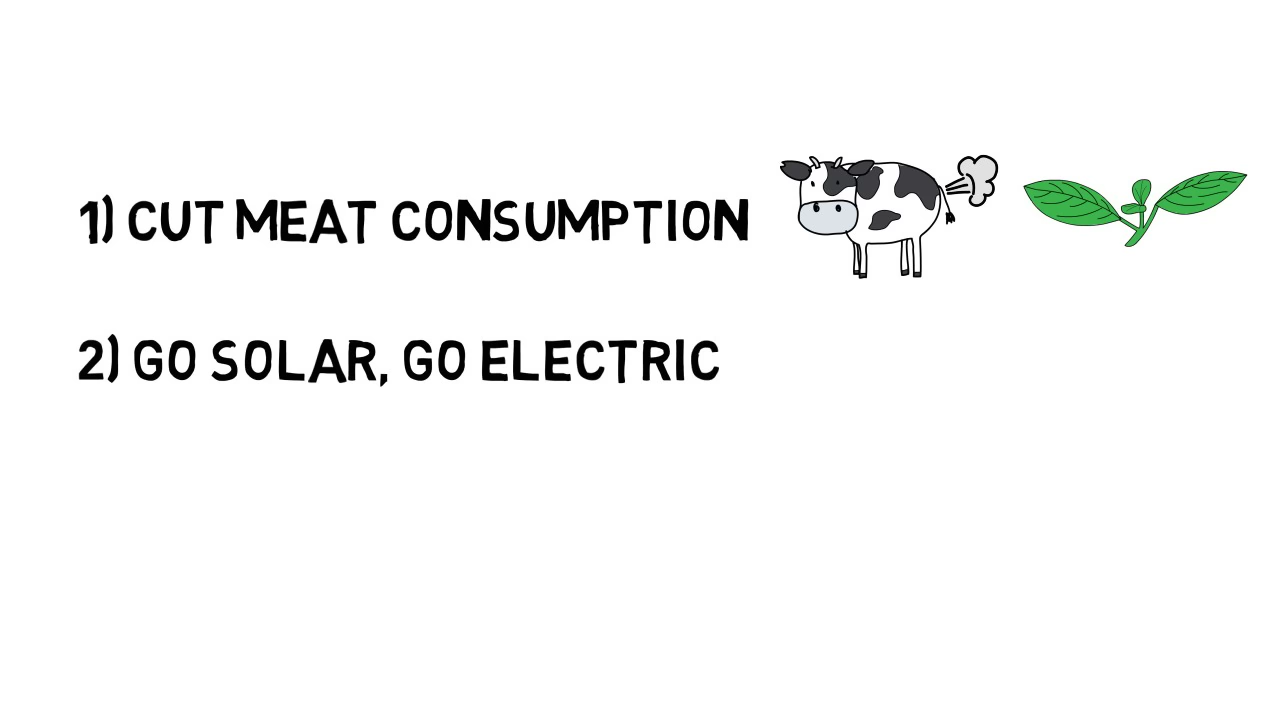 1) CUT MEAT CONSUMPTION
2) GO SOLAR, GO ELECTRIC